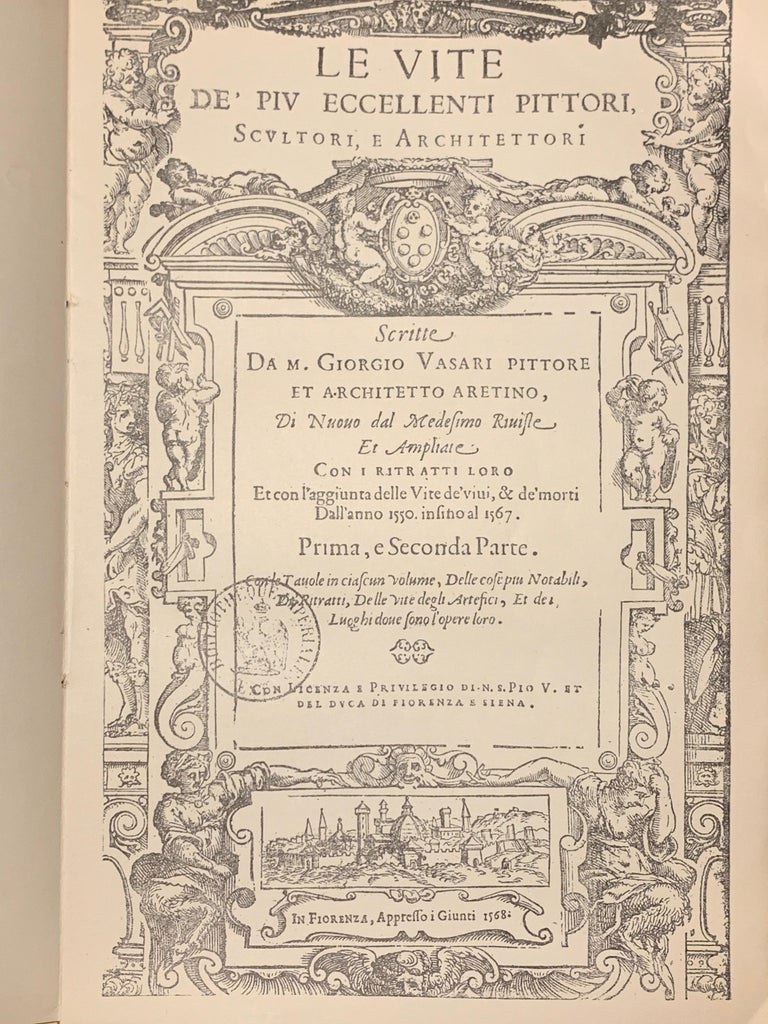 LE VITE
DE' PIV ECCELLENTI PITTORI,
SCVLTORI, E ARCHITETTORI
Scritte
DA M. GIORGIO VASARI PITTORE
ET ARCHITETTO ARETINO,
Di Nuouo dal Medesimo Riuiste
Et Ampliate
CON I RITRATTI LORO
Et con l'aggiunta delle Vite de' viui, & de' morti
Dall'anno 1550. insino al 1567.
Prima, e Seconda Parte.
Con le Tauole in ciascun volume, Delle cose piu Notabili,
De' Ritratti, Delle vite degli Artefici, Et dei
Luoghi doue sono l'opere loro.
BIBLIOTHEQUE IMPERIALE
CON LICENZA E PRIVILEGIO DI N. S. PIO V. ET
DEL DVCA DI FIORENZA E SIENA.
IN FIORENZA, Appresso i Giunti 1568.